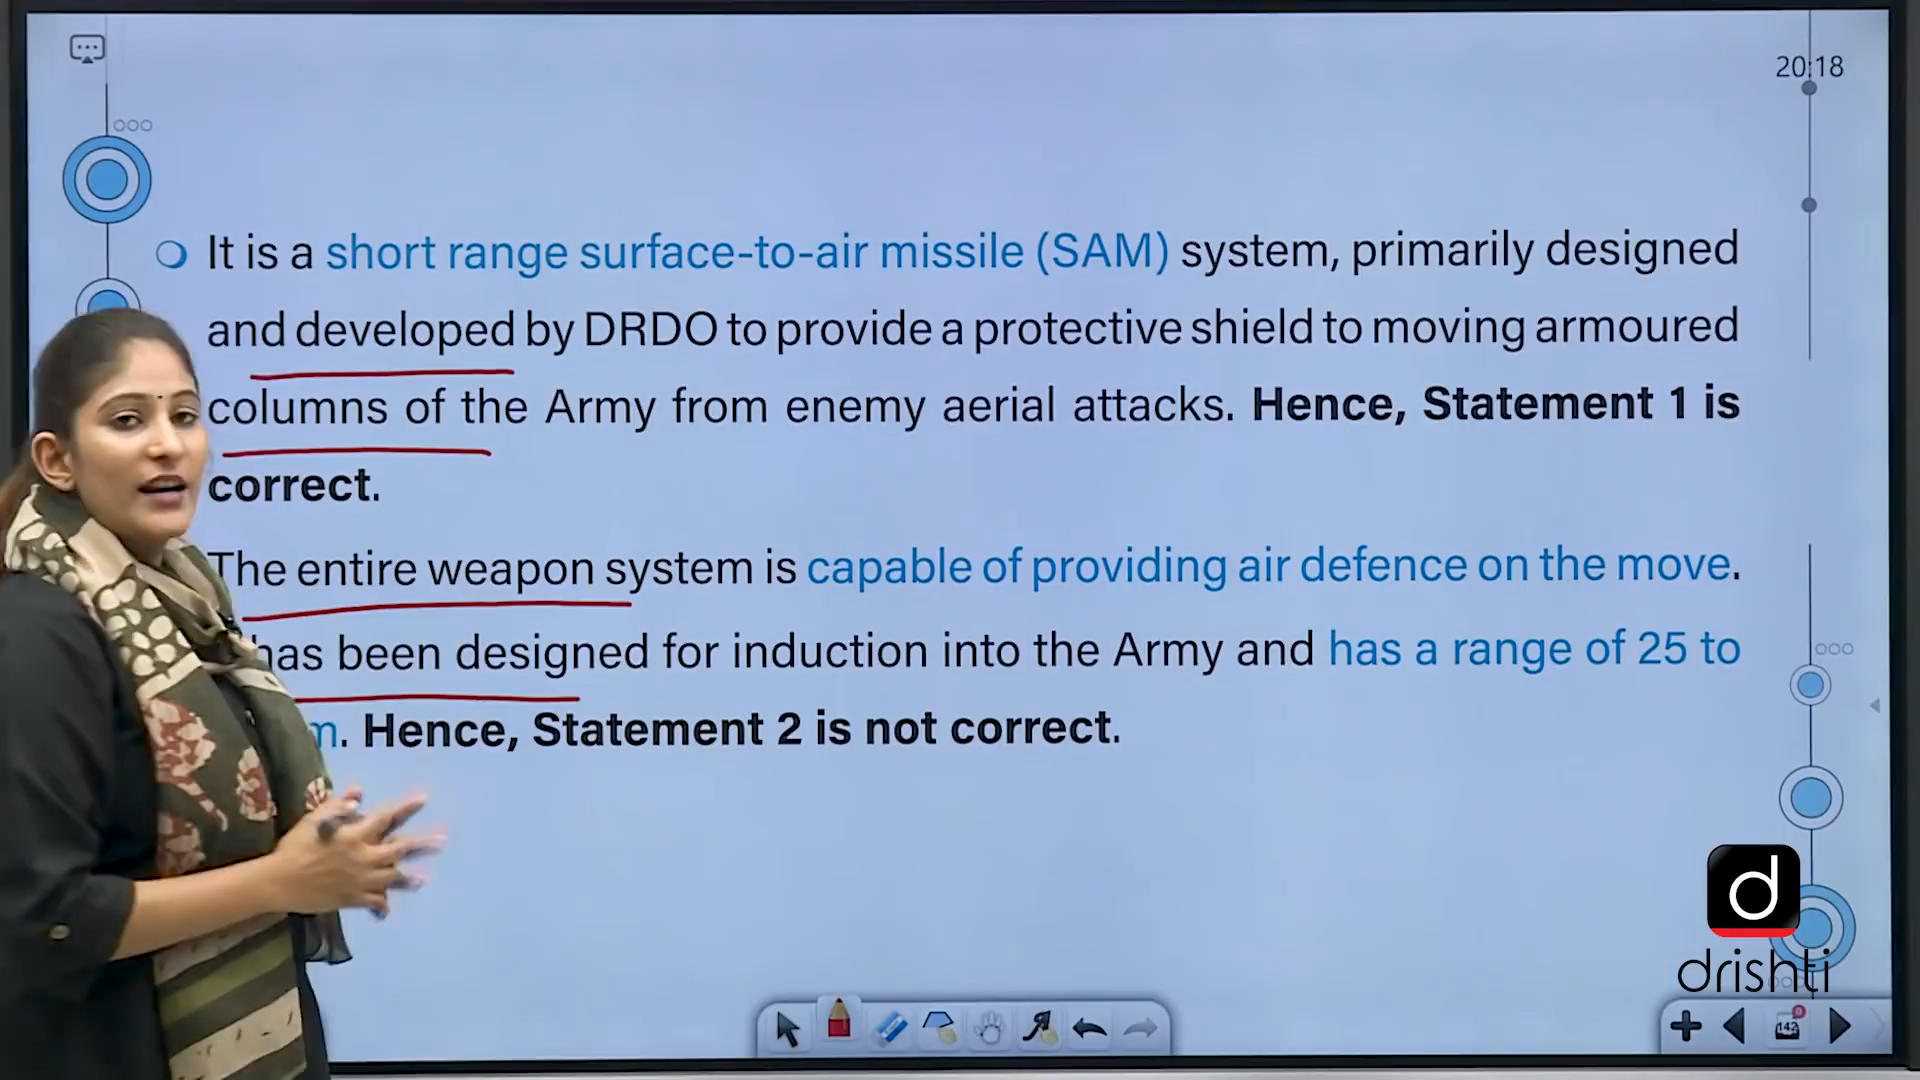 20:18
It is a short range surface-to-air missile (SAM) system, primarily designed
and developed by DRDO to provide a protective shield to moving armoured
columns of the Army from enemy aerial attacks. Hence, Statement 1 is
correct.
The entire weapon system is capable of providing air defence on the move.
has been designed for induction into the Army and has a range of 25 to
m. Hence, Statement 2 is not correct.
d
drishti
142